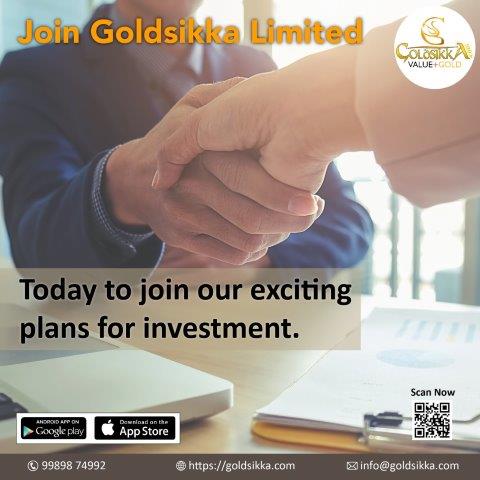 Join Goldsikka Limited
GOLDSIKKA
VALUE+GOLD
Today to join our exciting
plans for investment.
Scan Now
ANDROID APP ON
Google play
Download on the
App Store
99898 74992
https://goldsikka.com
info@goldsikka.com